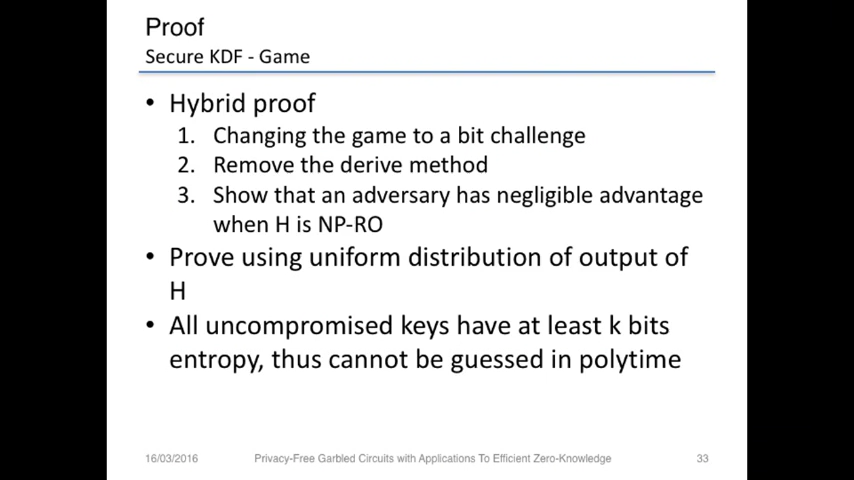 Proof
Secure KDF - Game
• Hybrid proof
1. Changing the game to a bit challenge
2. Remove the derive method
3. Show that an adversary has negligible advantage
when H is NP-RO
• Prove using uniform distribution of output of
H
• All uncompromised keys have at least k bits
entropy, thus cannot be guessed in polytime
16/03/2016 Privacy-Free Garbled Circuits with Applications To Efficient Zero-Knowledge 33